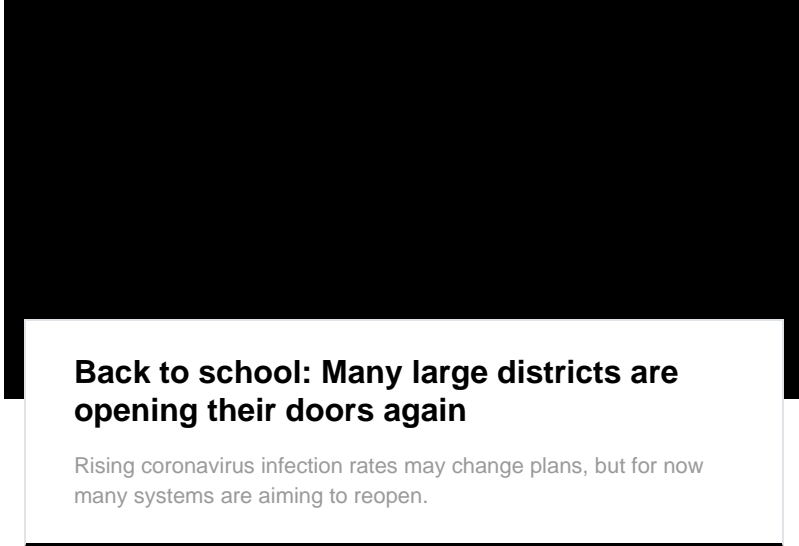 Back to school: Many large districts are
opening their doors again
Rising coronavirus infection rates may change plans, but for now
many systems are aiming to reopen.